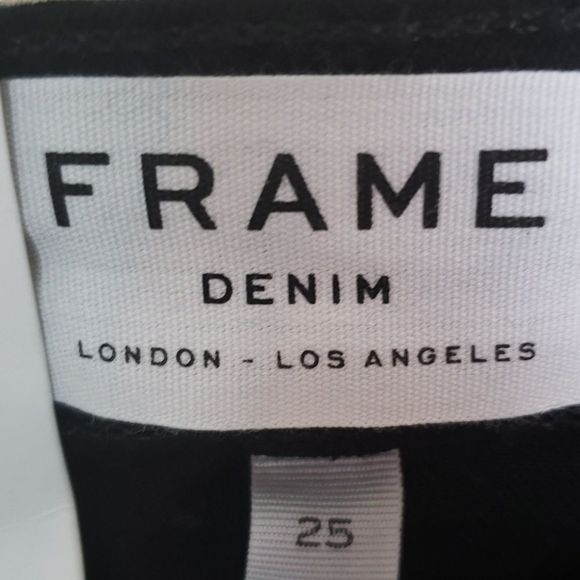 FRAME
DENIM
LONDON - LOS ANGELES
25